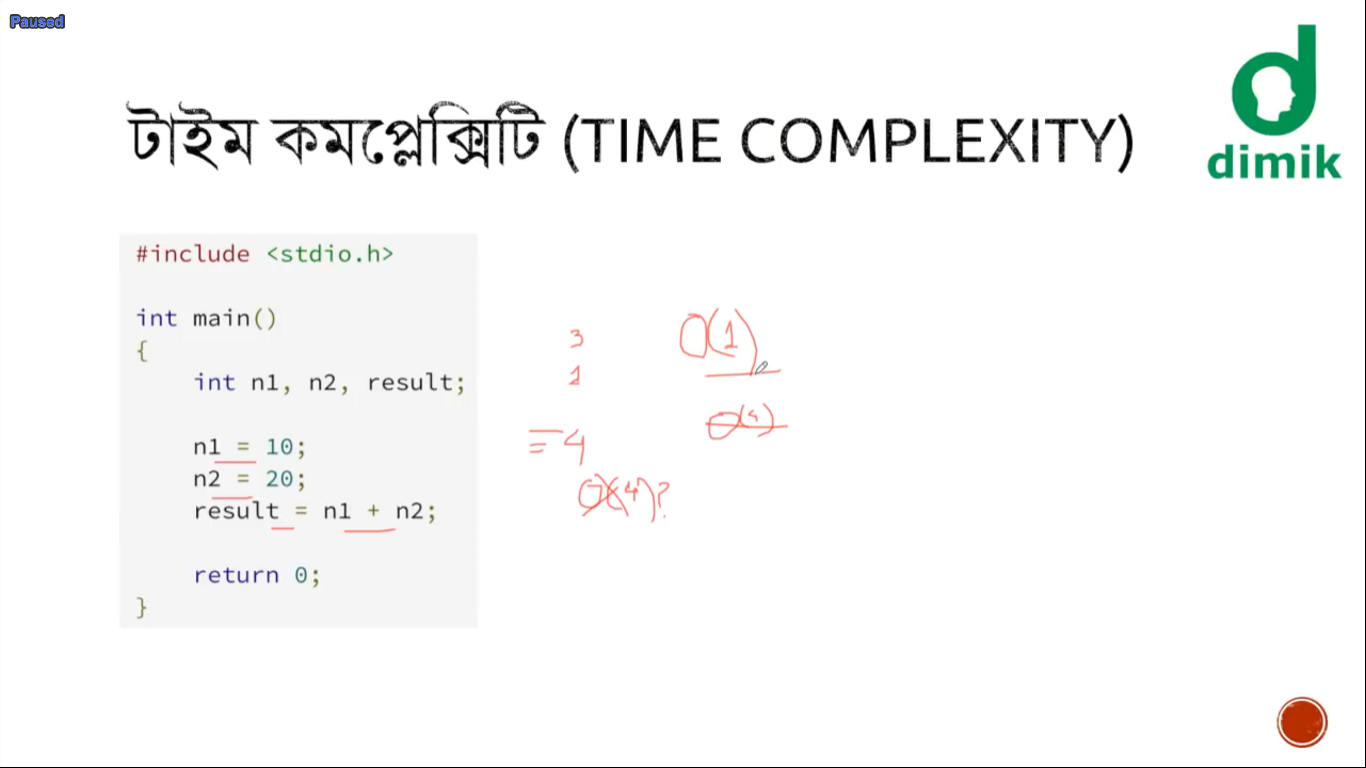 Paused
টাইম কমপ্লেক্সিটি (TIME COMPLEXITY)
dimik
#include <stdio.h>
int main()
{
int n1, n2, result;
n1 = 10;
n2 = 20;
result = n1 + n2;
return 0;
}
3
1
= 4
O(4)?
O(1)
O(4)